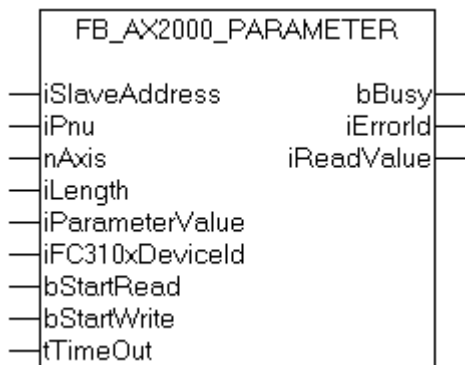 FB_AX2000_PARAMETER
iSlaveAddress bBusy
iPnu iErrorId
nAxis iReadValue
iLength
iParameterValue
iFC310xDeviceId
bStartRead
bStartWrite
tTimeOut